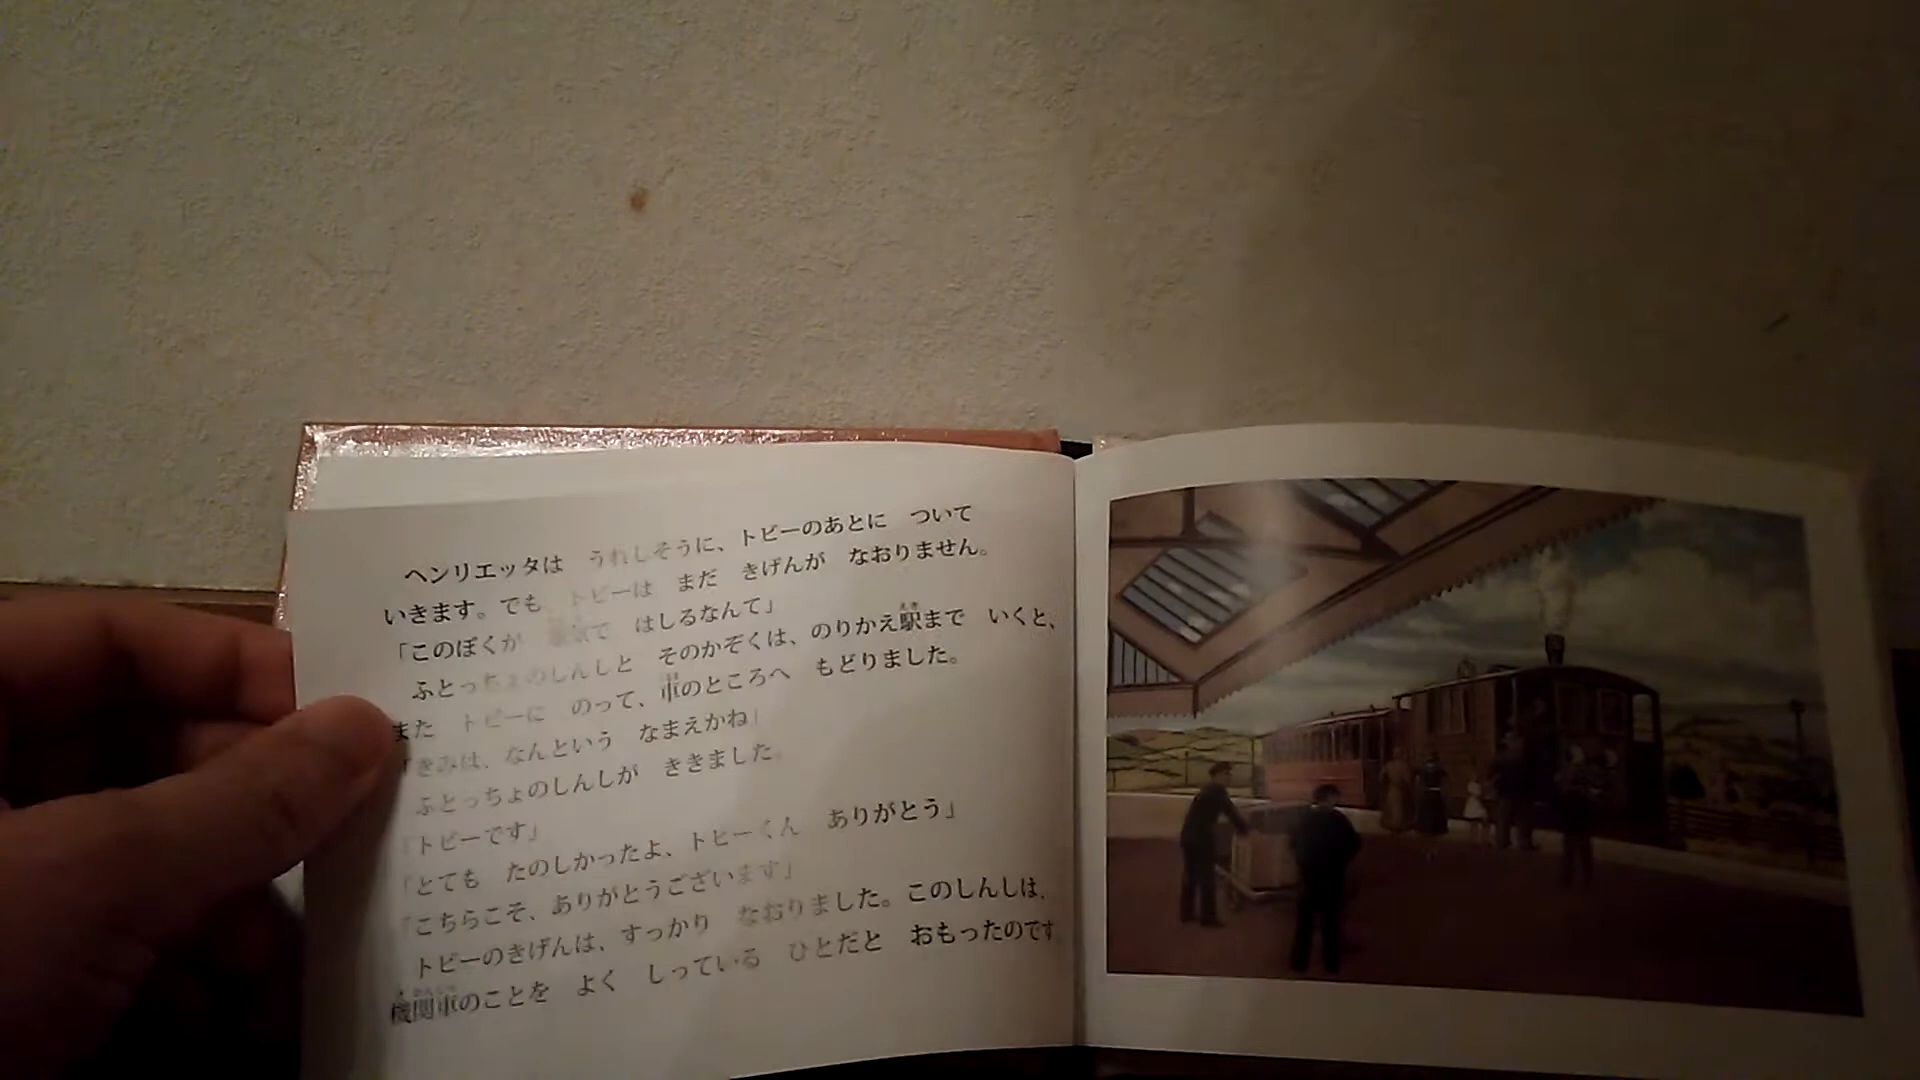 ヘンリエッタは　うれしそうに、トビーのあとに　ついて
いきます。でも　トビーは　まだ　きげんが　なおりません。
「このぼくが　蒸気で　はしるなんて」
ふとっちょのしんしと　そのかぞくは、のりかえ駅まで　いくと、
また　トビーに　のって、車のところへ　もどりました。
「きみは、なんという　なまえかね」
ふとっちょのしんしが　ききました。
「トビーです」
「とても　たのしかったよ、トビーくん　ありがとう」
「こちらこそ、ありがとうございます」
トビーのきげんは、すっかり　なおりました。このしんしは、
機関車のことを　よく　しっている　ひとだと　おもったのです